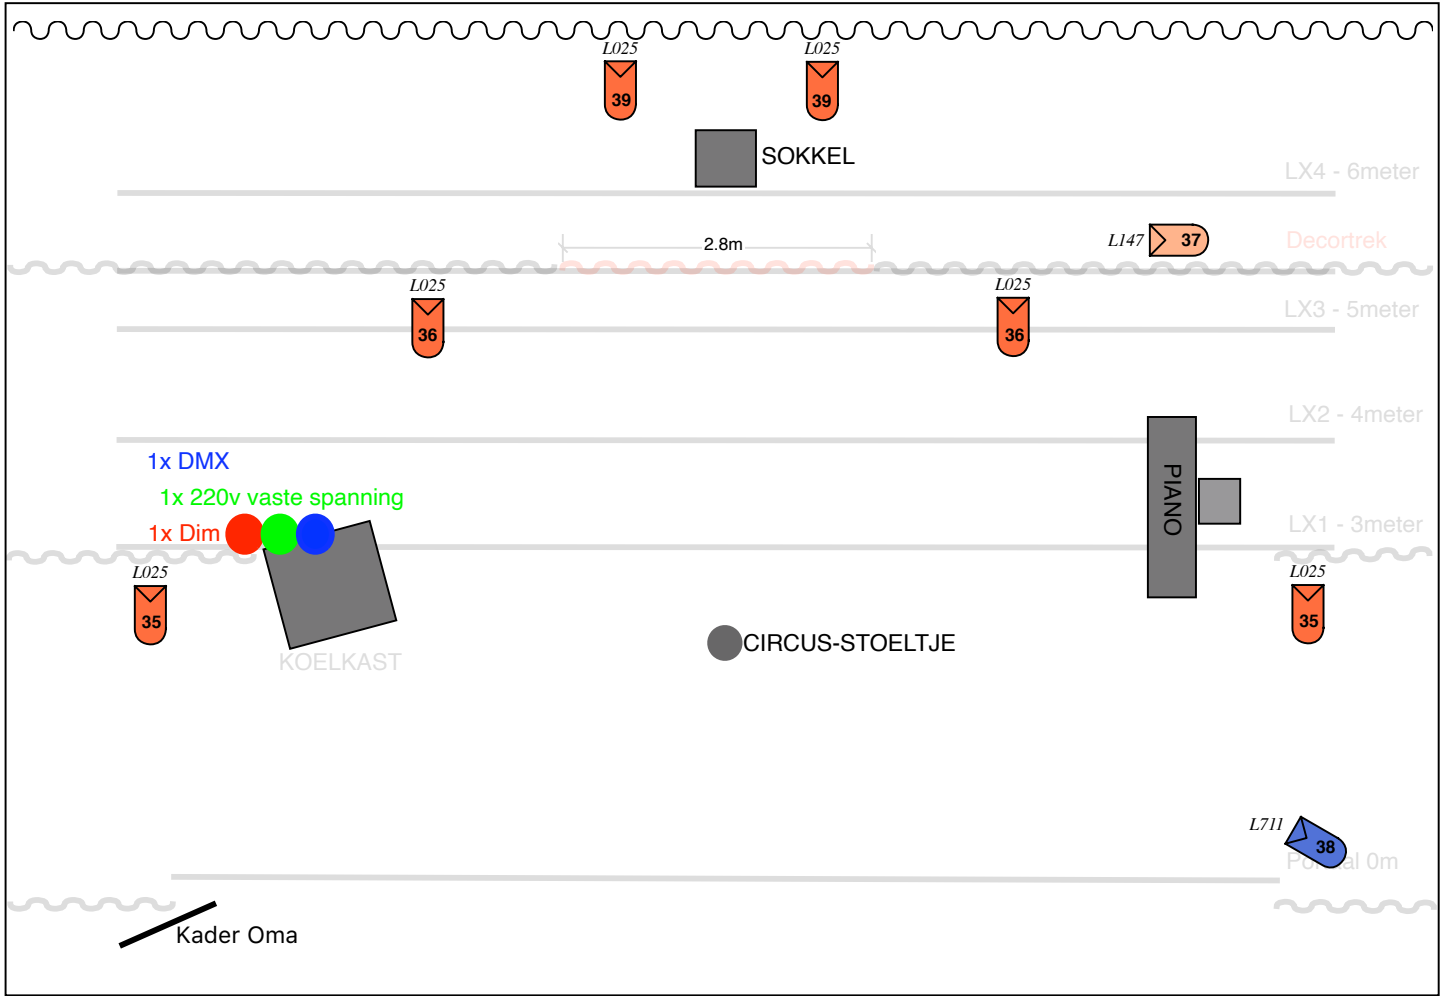 L025 L025
39 39
SOKKEL
LX4 - 6meter
L147 37 Decortrek
2.8m
L025 L025
36 36
LX3 - 5meter
LX2 - 4meter
1x DMX
1x 220v vaste spanning
1x Dim
PIANO
LX1 - 3meter
L025 L025
35 35
KOELKAST
CIRCUS-STOELTJE
L711 38
0m
Kader Oma